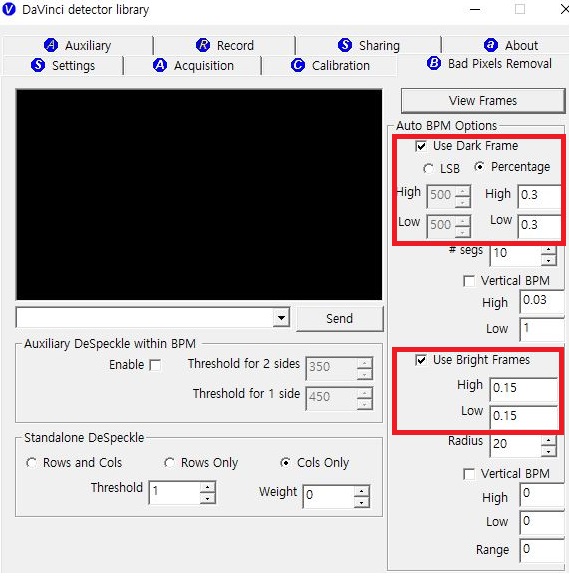 DaVinci detector library
Auxiliary
Record
Sharing
About
Settings
Acquisition
Calibration
Bad Pixels Removal
View Frames
Auto BPM Options
Use Dark Frame
LSB
Percentage
High 500
High 0.3
Low 500
Low 0.3
# segs 10
Vertical BPM
High 0.03
Low 1
Send
Auxiliary DeSpeckle within BPM
Enable
Threshold for 2 sides 350
Threshold for 1 side 450
Use Bright Frames
High 0.15
Low 0.15
Radius 20
Standalone DeSpeckle
Rows and Cols
Rows Only
Cols Only
Threshold 1
Weight 0
Vertical BPM
High 0
Low 0
Range 0